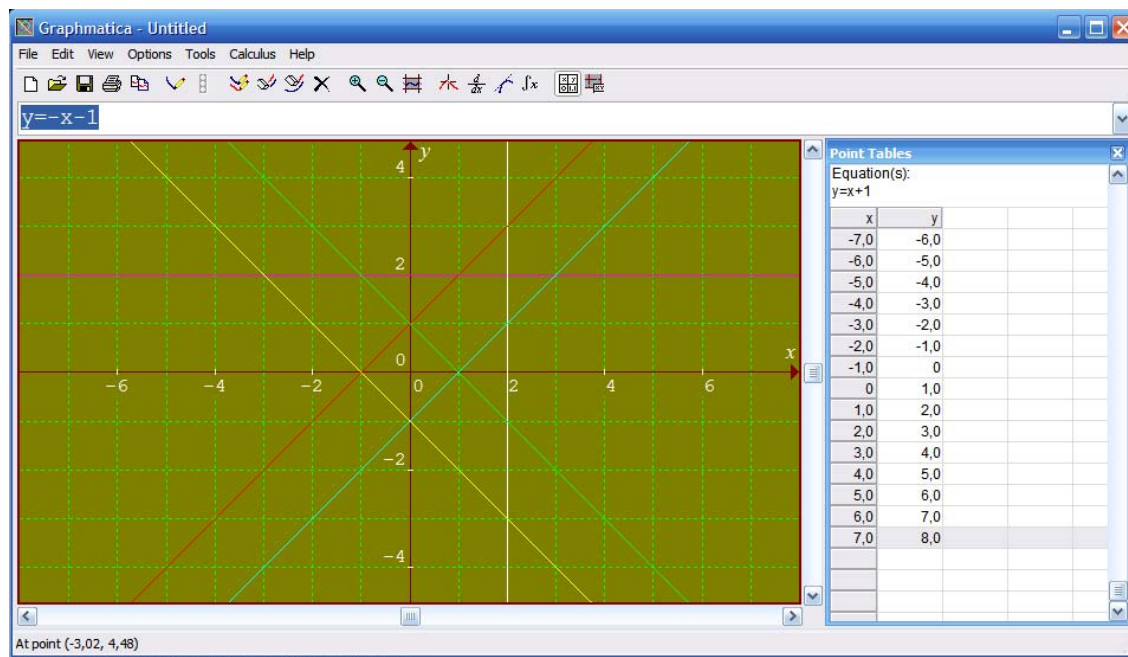 Graphmatica - Untitled
File Edit View Options Tools Calculus Help
y=-x-1
y
4
2
0
x
-6 -4 -2 0 2 4 6
-2
-4
Point Tables
Equation(s):
y=x+1
x y
-7,0 -6,0
-6,0 -5,0
-5,0 -4,0
-4,0 -3,0
-3,0 -2,0
-2,0 -1,0
-1,0 0
0 1,0
1,0 2,0
2,0 3,0
3,0 4,0
4,0 5,0
5,0 6,0
6,0 7,0
7,0 8,0
At point (-3,02, 4,48)